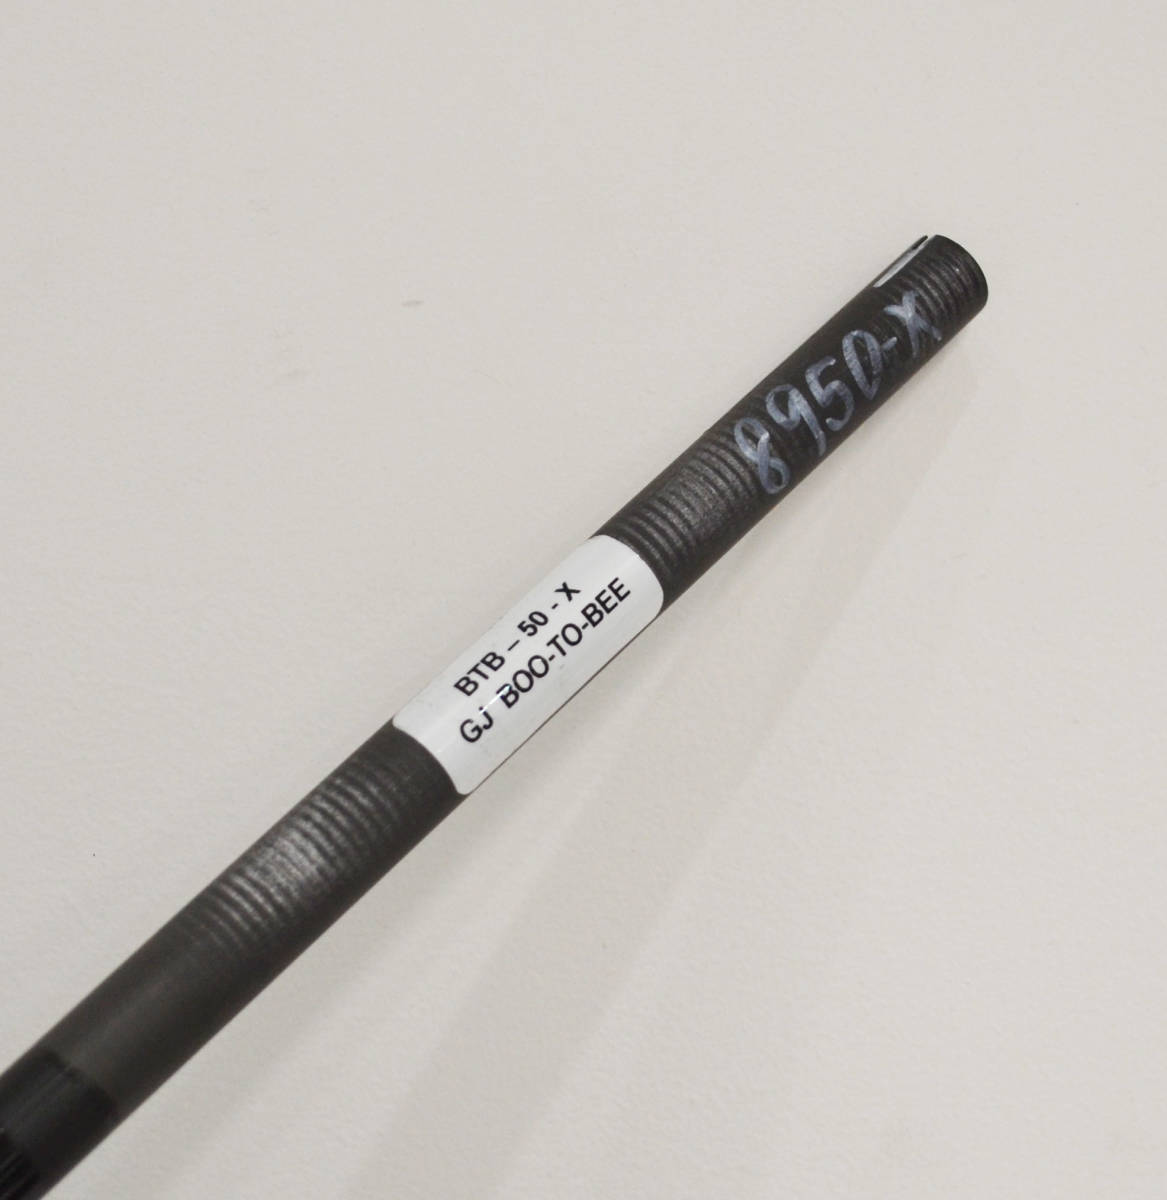 8950-X
BTB - 50 - X
GJ BOO-TO-BEE